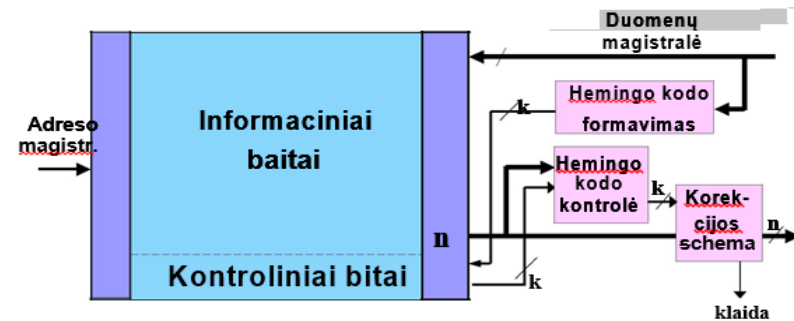 Duomenų
magistralė
Hemingo kodo
formavimas
k
Adreso
magistr.
Informaciniai
baitai
Hemingo
kodo
kontrolė
k
Korek-
cijos
schema
n
n
Kontroliniai bitai
k
klaida